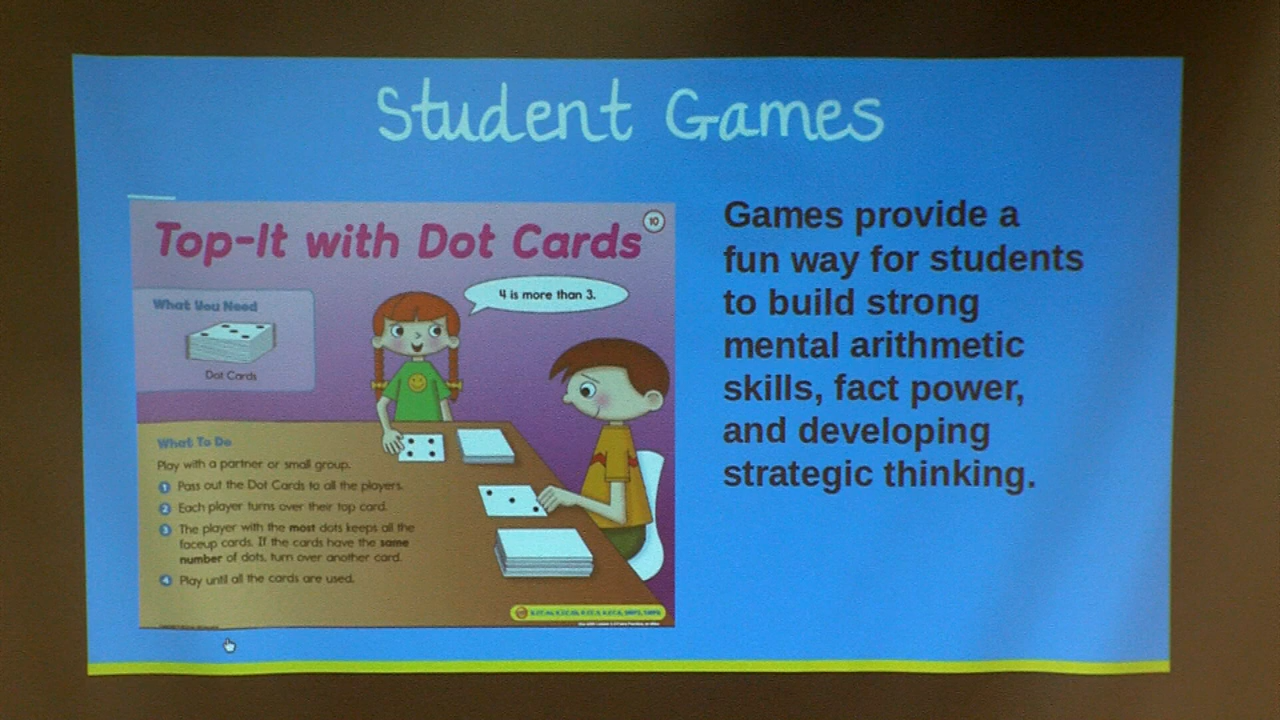 Student Games
Top-It with Dot Cards
10
What You Need
Dot Cards
4 is more than 3.
What To Do
Play with a partner or small group.
1 Pass out the Dot Cards to all the players.
2 Each player turns over their top card.
3 The player with the most dots keeps all the
faceup cards. If the cards have the same
number of dots, turn over another card.
4 Play until all the cards are used.
Games provide a
fun way for students
to build strong
mental arithmetic
skills, fact power,
and developing
strategic thinking.